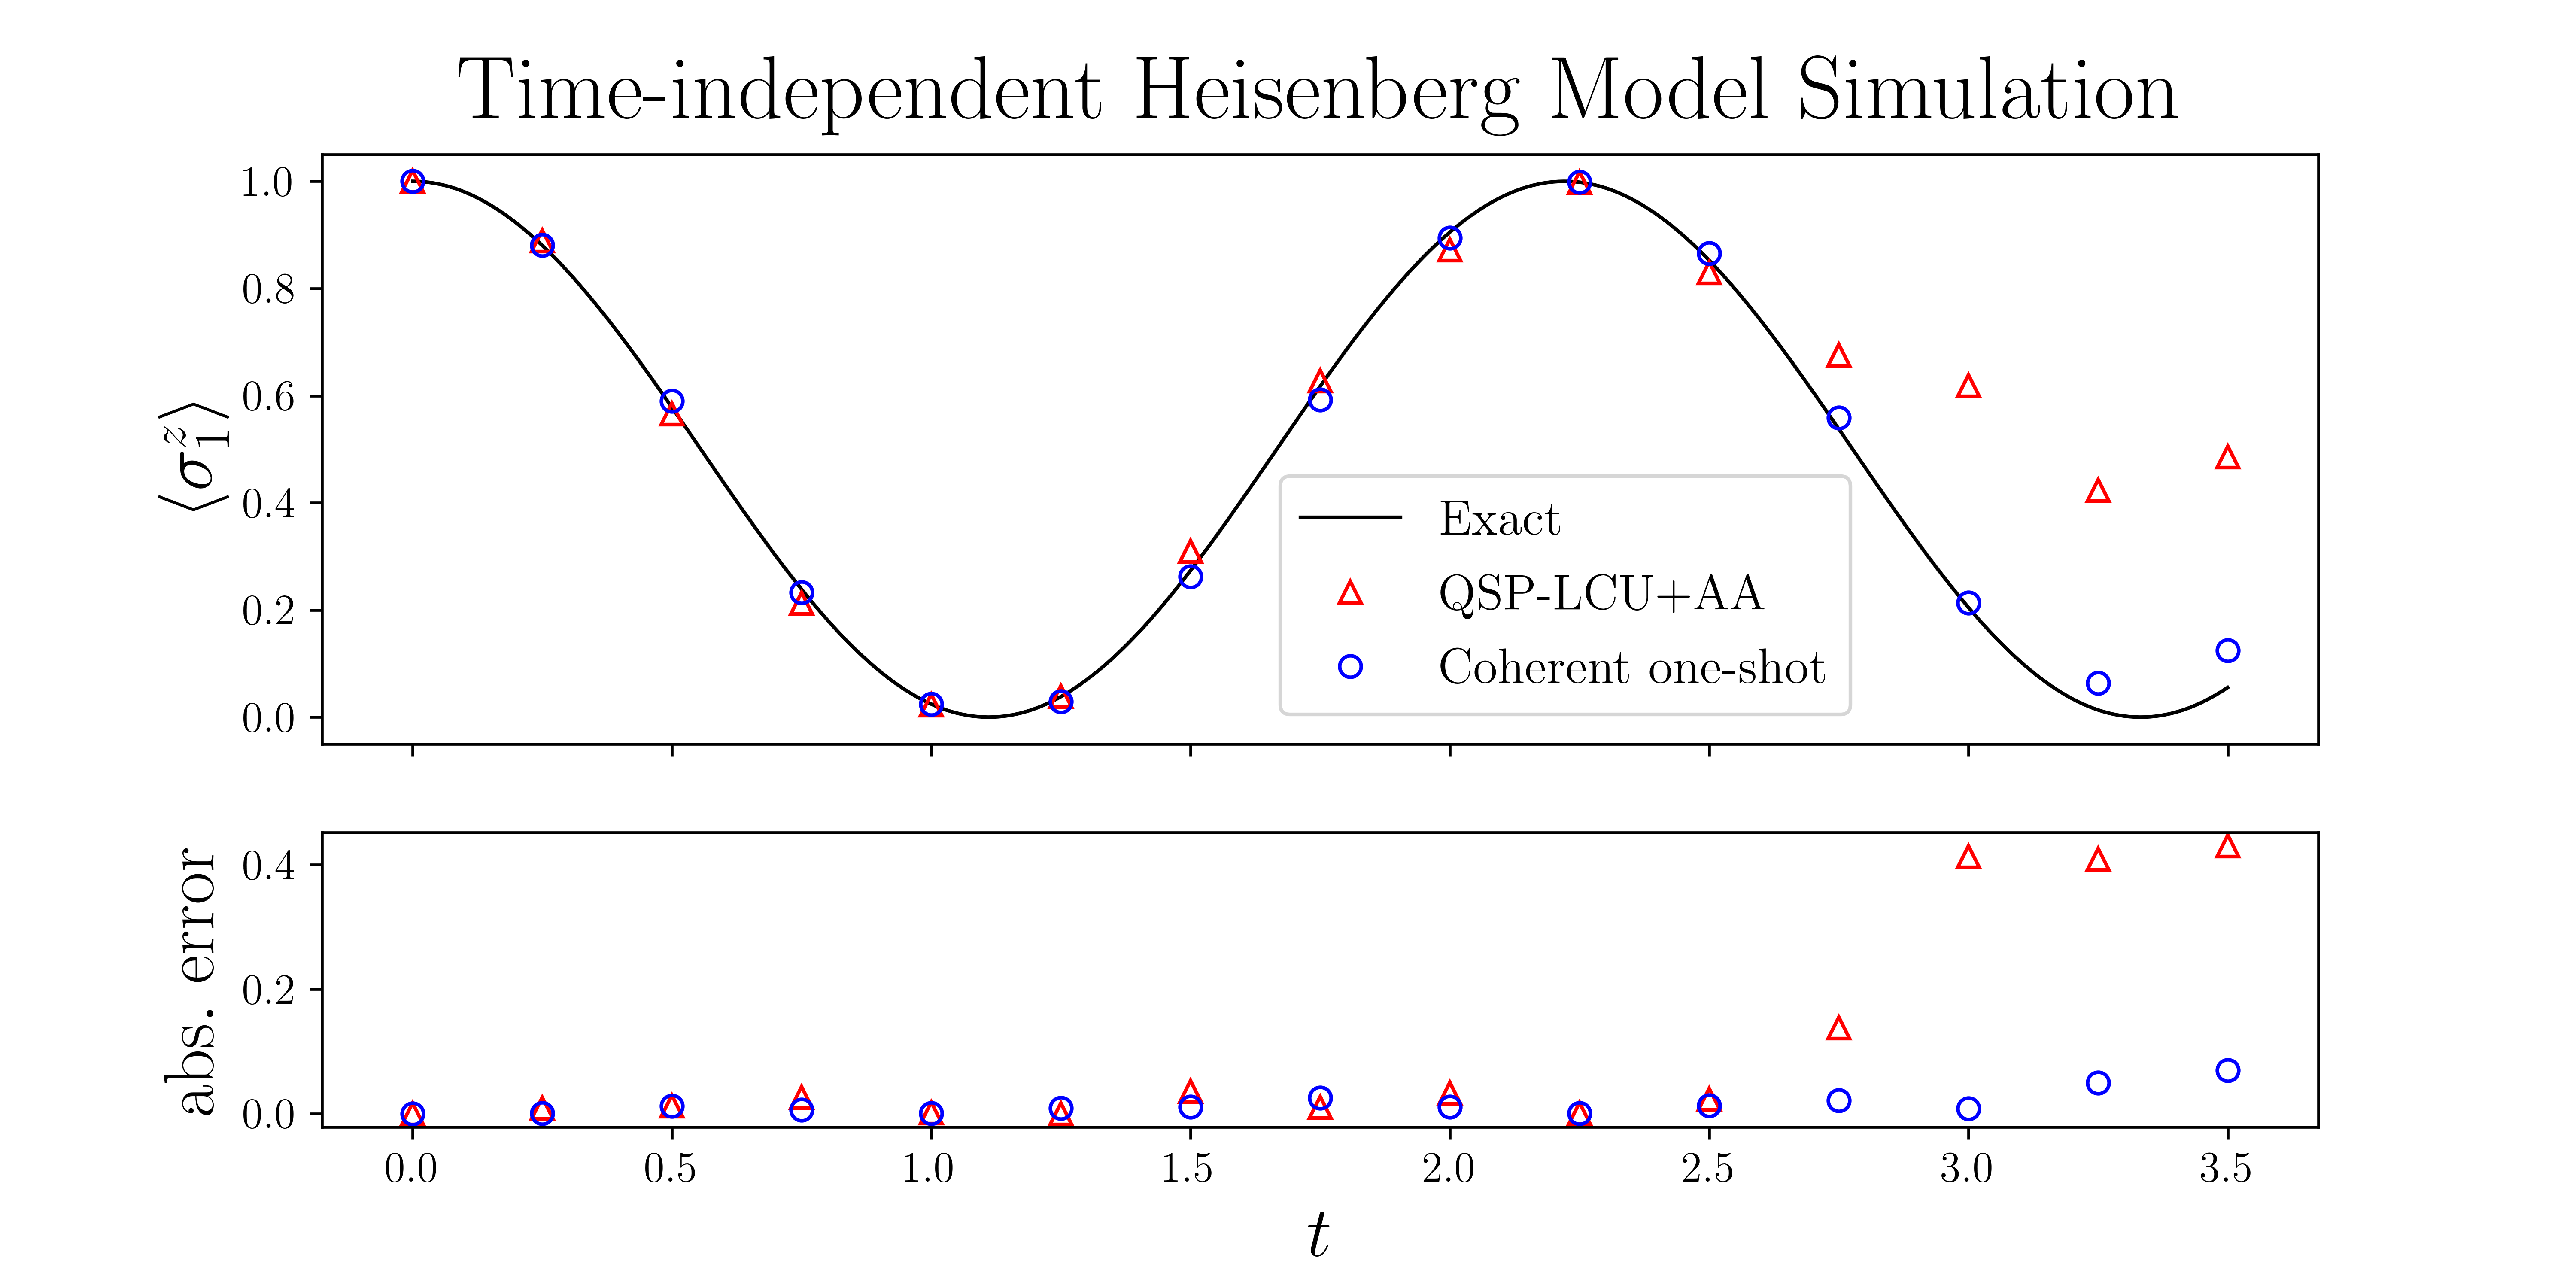 Time-independent Heisenberg Model Simulation
⟨σ₁ᶻ⟩
1.0
0.8
0.6
0.4
0.2
0.0
Exact
QSP-LCU+AA
Coherent one-shot
abs. error
0.4
0.2
0.0
0.0 0.5 1.0 1.5 2.0 2.5 3.0 3.5
t